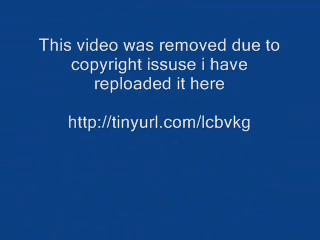 This video was removed due to
copyright issuse i have
reploaded it here
http://tinyurl.com/lcbvkg